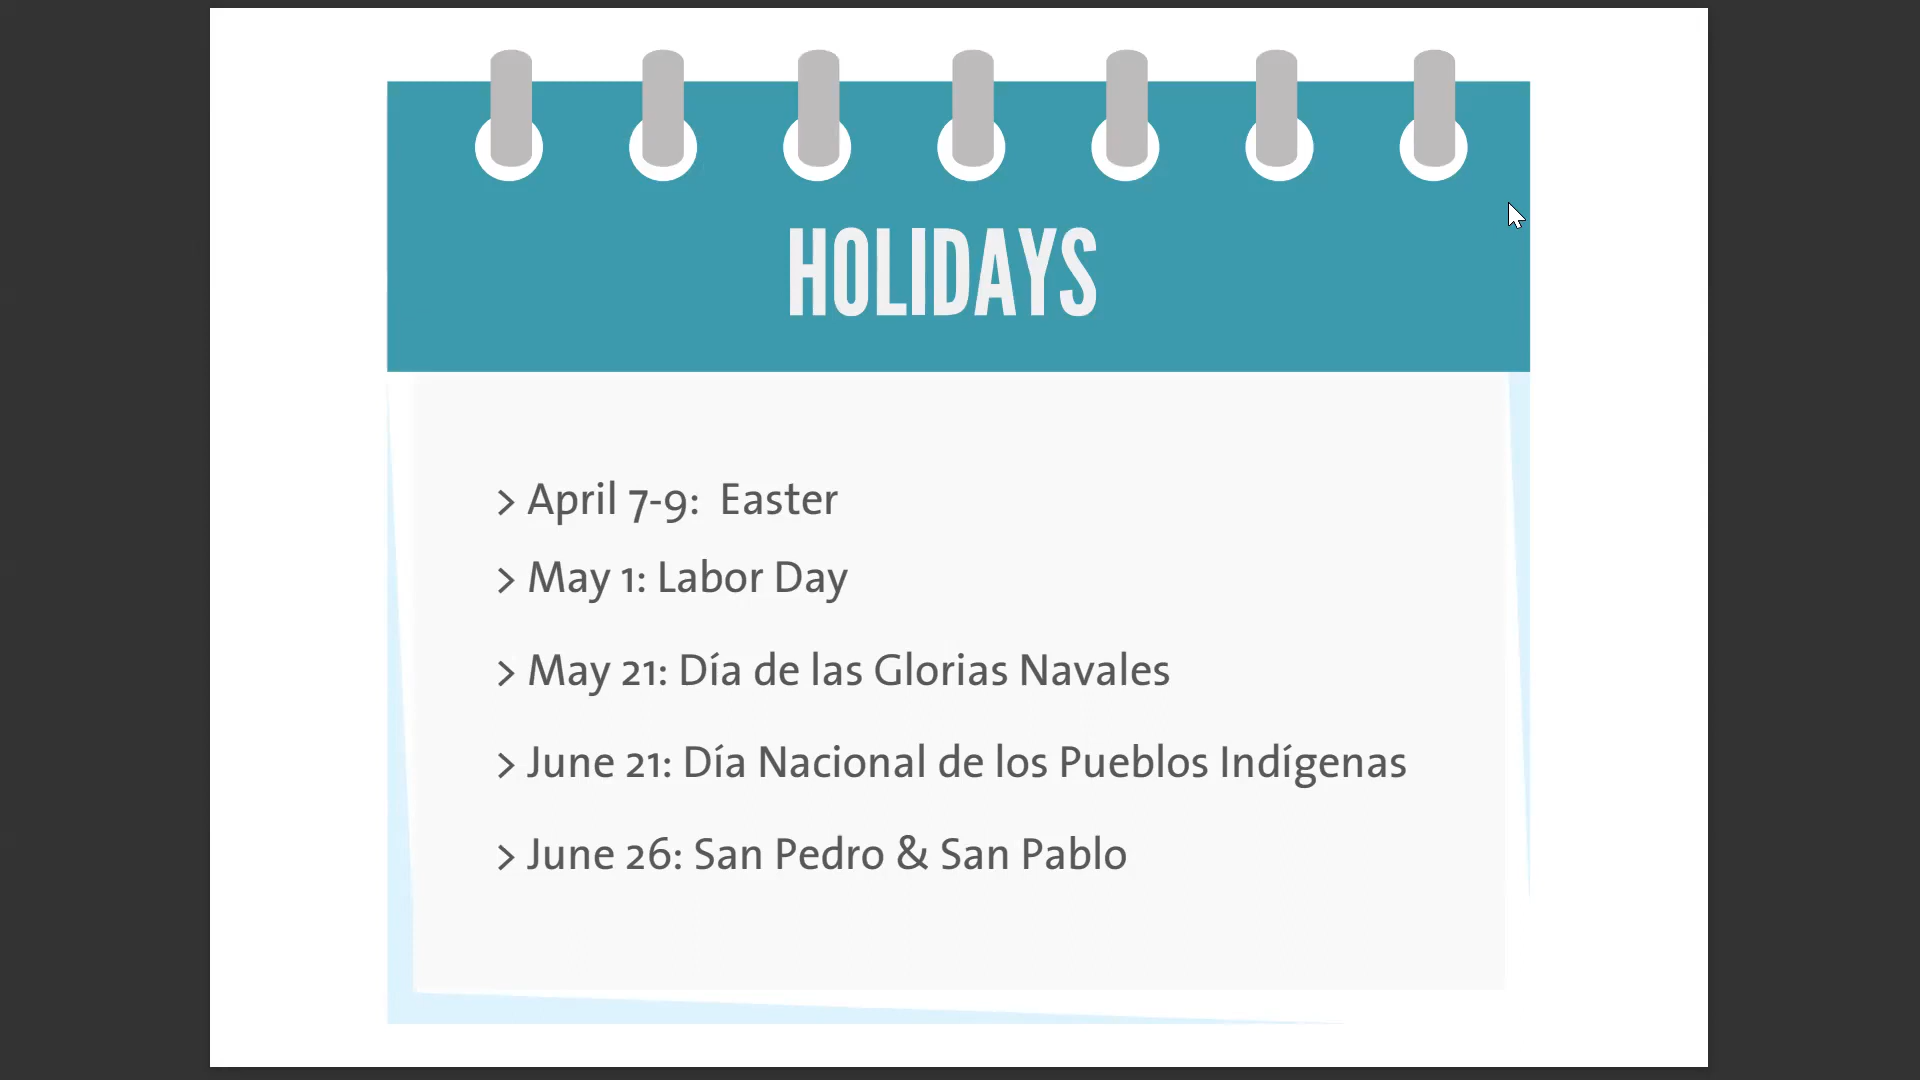 HOLIDAYS
> April 7-9:  Easter
> May 1: Labor Day
> May 21: Día de las Glorias Navales
> June 21: Día Nacional de los Pueblos Indígenas
> June 26: San Pedro & San Pablo